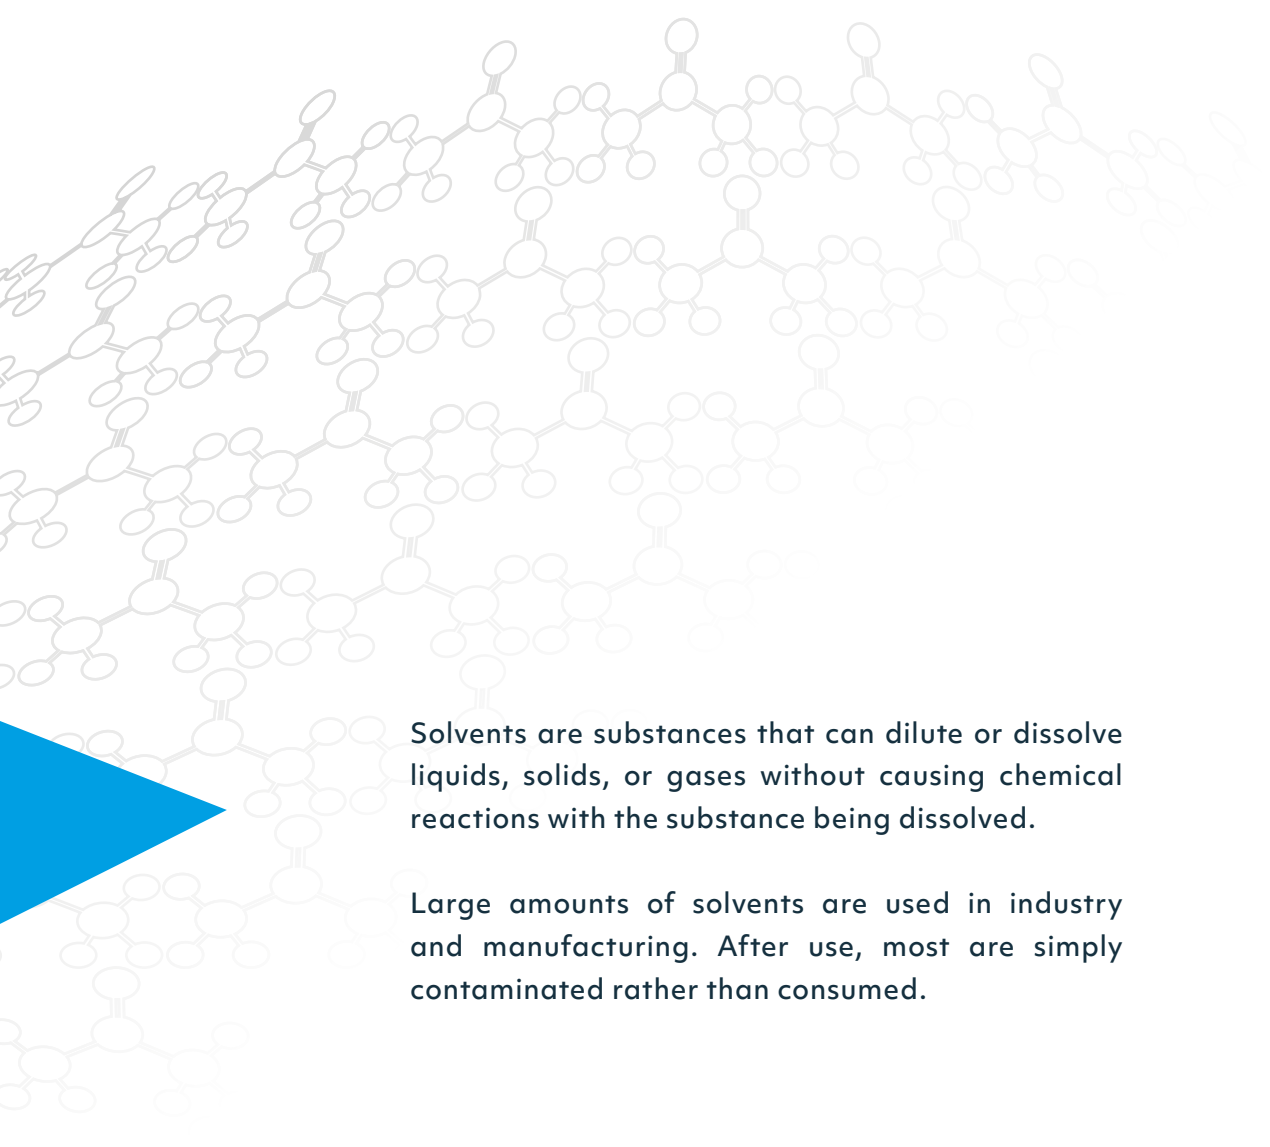 Solvents are substances that can dilute or dissolve
liquids, solids, or gases without causing chemical
reactions with the substance being dissolved.
Large amounts of solvents are used in industry
and manufacturing. After use, most are simply
contaminated rather than consumed.